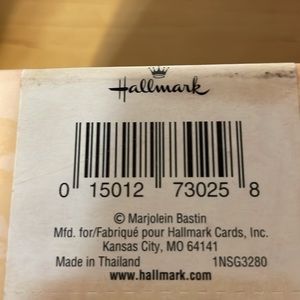 Hallmark
0 15012 73025 8
© Marjolein Bastin
Mfd. for/Fabriqué pour Hallmark Cards, Inc.
Kansas City, MO 64141
Made in Thailand 1NSG3280
www.hallmark.com